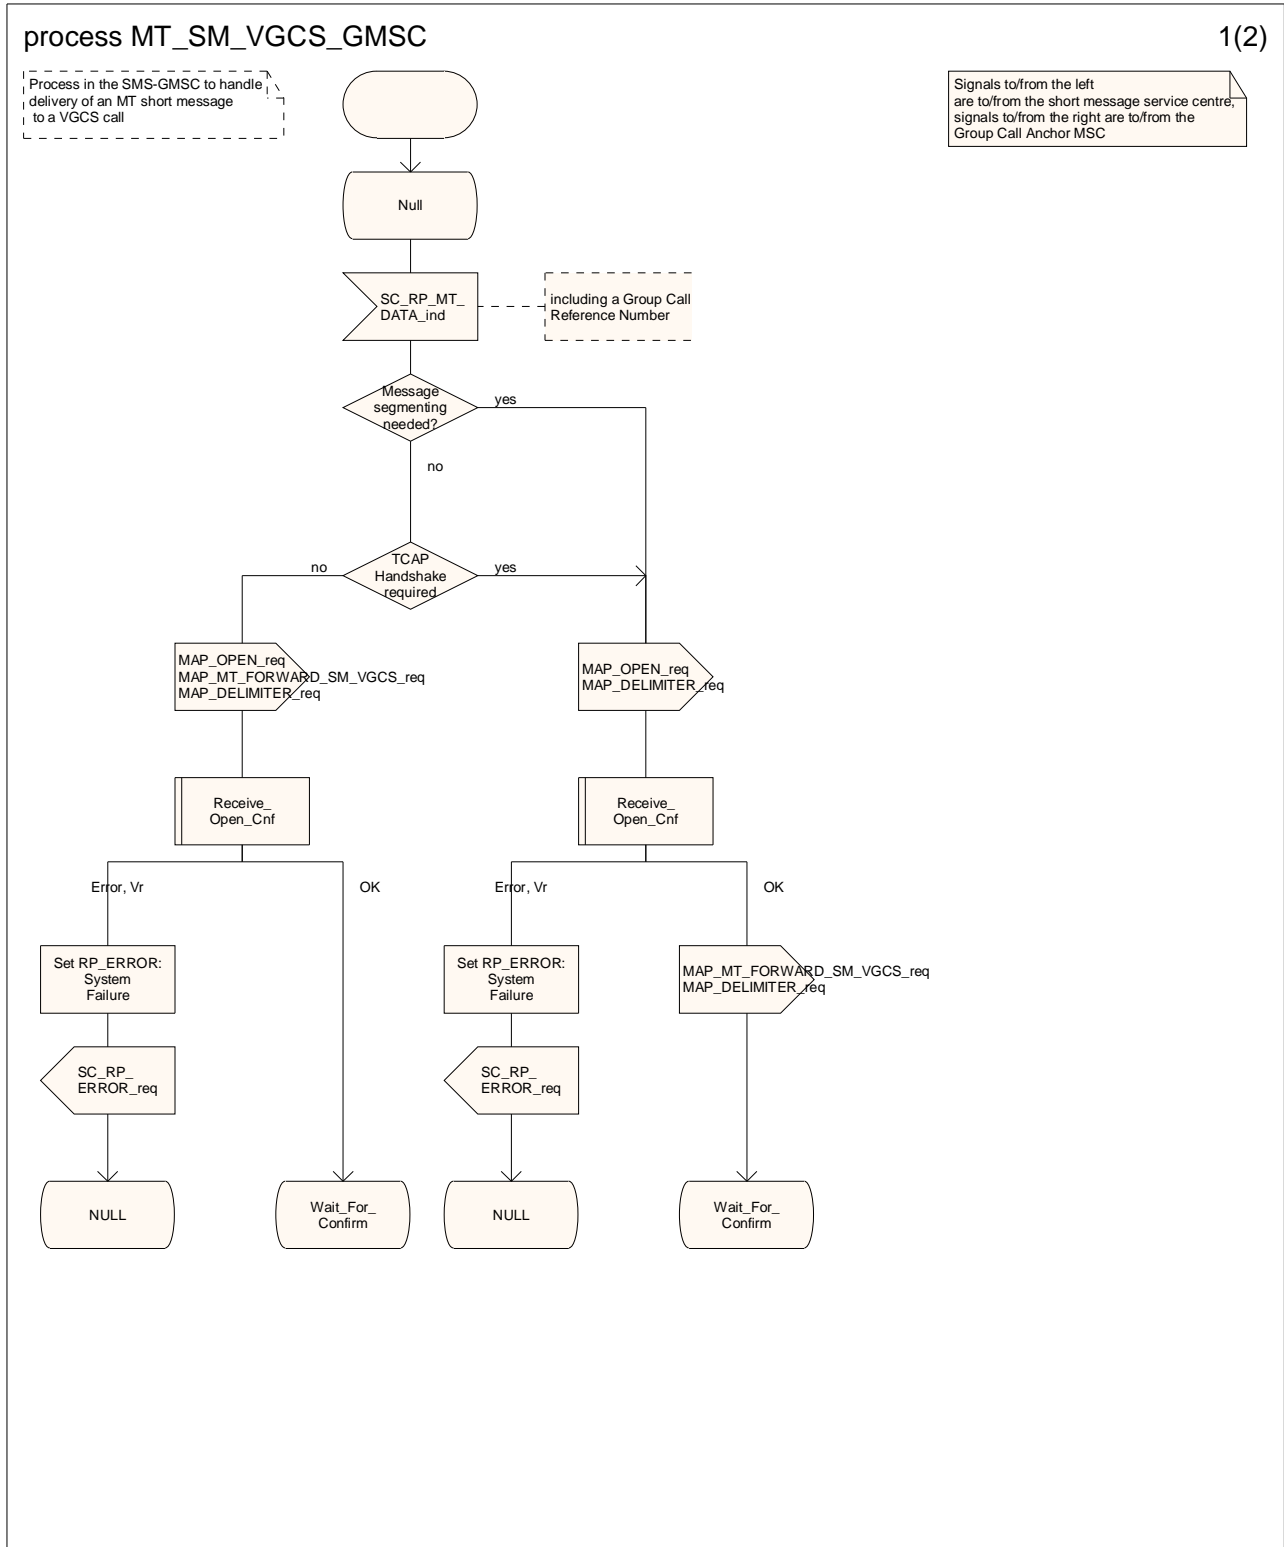 process MT_SM_VGCS_GMSC
1(2)
Process in the SMS-GMSC to handle
delivery of an MT short message
to a VGCS call
Signals to/from the left
are to/from the short message service centre,
signals to/from the right are to/from the
Group Call Anchor MSC
Null
SC_RP_MT_
DATA_ind
including a Group Call
Reference Number
Message
segmenting
needed?
yes
no
TCAP
Handshake
required
no
yes
MAP_OPEN_req
MAP_MT_FORWARD_SM_VGCS_req
MAP_DELIMITER_req
MAP_OPEN_req
MAP_DELIMITER_req
Receive_
Open_Cnf
Receive_
Open_Cnf
Error, Vr
OK
Error, Vr
OK
Set RP_ERROR:
System
Failure
Set RP_ERROR:
System
Failure
MAP_MT_FORWARD_SM_VGCS_req
MAP_DELIMITER_req
SC_RP_
ERROR_req
SC_RP_
ERROR_req
NULL
Wait_For_
Confirm
NULL
Wait_For_
Confirm